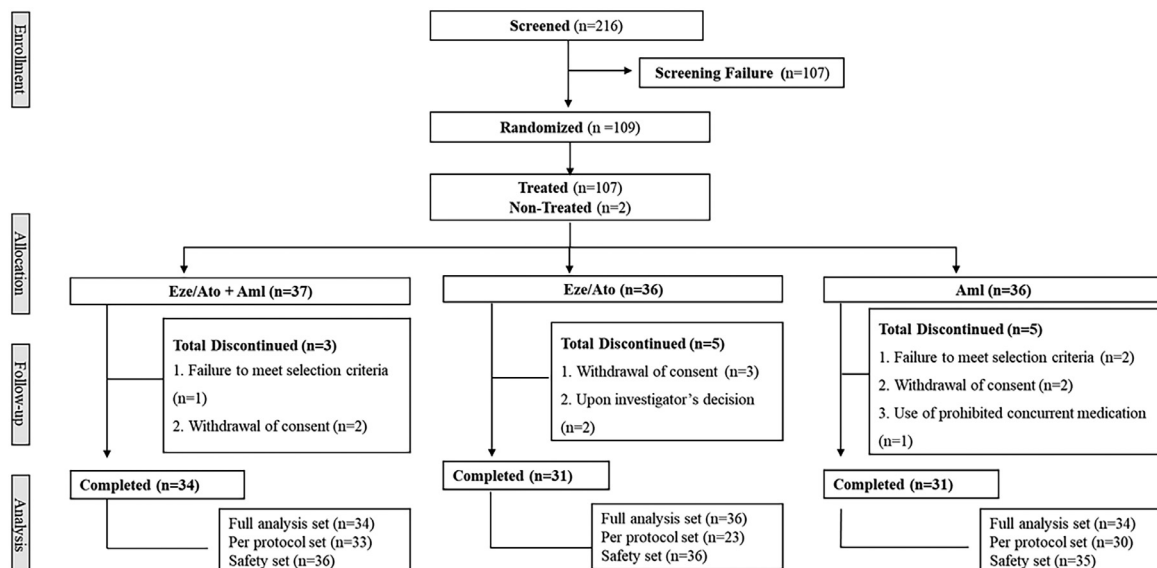 Enrollment
Screened (n=216)
Screening Failure (n=107)
Randomized (n =109)
Treated (n=107)
Non-Treated (n=2)
Allocation
Eze/Ato + Aml (n=37)
Eze/Ato (n=36)
Aml (n=36)
Follow-up
Total Discontinued (n=3)
1. Failure to meet selection criteria
(n=1)
2. Withdrawal of consent (n=2)
Total Discontinued (n=5)
1. Withdrawal of consent (n=3)
2. Upon investigator's decision
(n=2)
Total Discontinued (n=5)
1. Failure to meet selection criteria (n=2)
2. Withdrawal of consent (n=2)
3. Use of prohibited concurrent medication
(n=1)
Analysis
Completed (n=34)
Completed (n=31)
Completed (n=31)
Full analysis set (n=34)
Per protocol set (n=33)
Safety set (n=36)
Full analysis set (n=36)
Per protocol set (n=23)
Safety set (n=36)
Full analysis set (n=34)
Per protocol set (n=30)
Safety set (n=35)